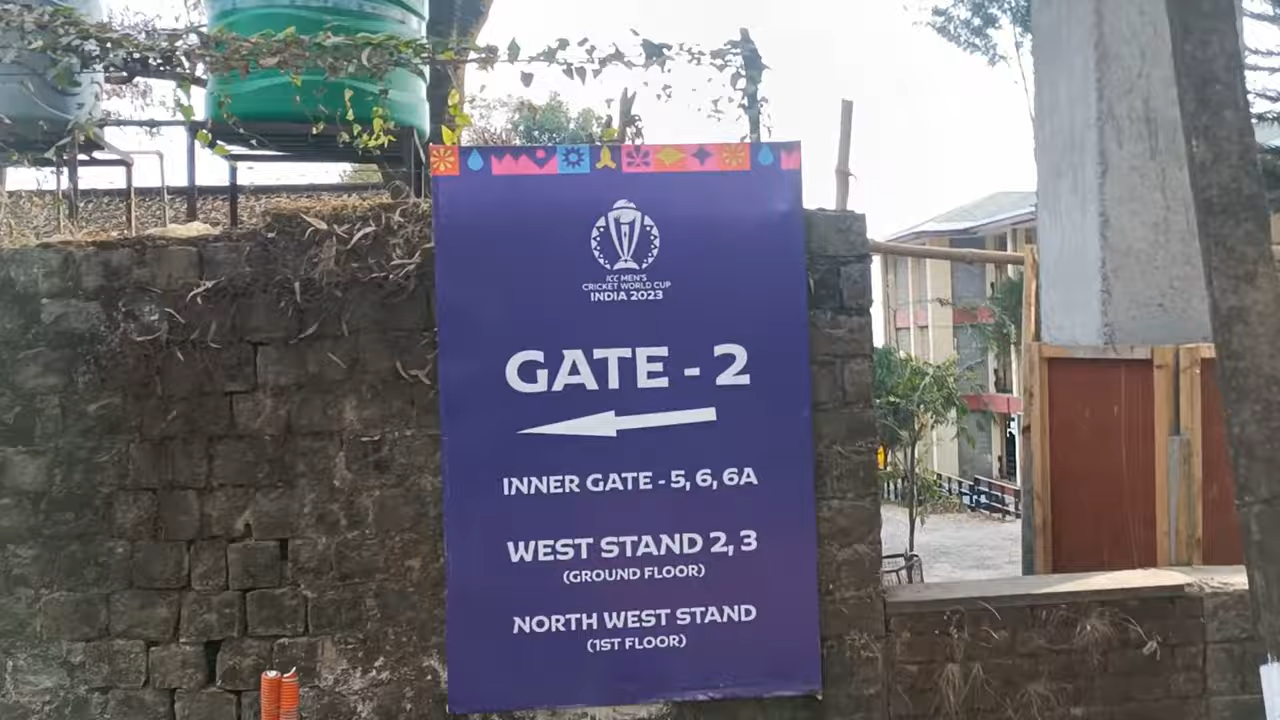 ICC MEN'S
CRICKET WORLD CUP
INDIA 2023
GATE - 2
INNER GATE - 5, 6, 6A
WEST STAND 2, 3
(GROUND FLOOR)
NORTH WEST STAND
(1ST FLOOR)